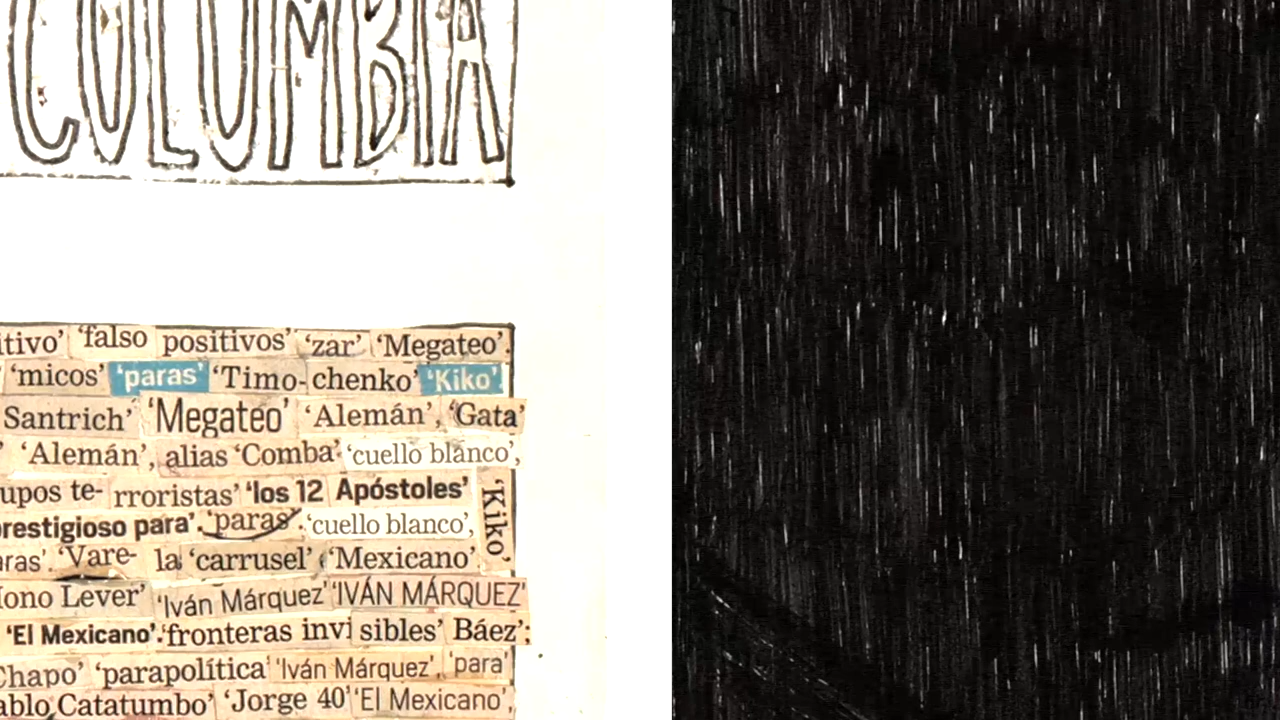 COLUMBIA
itivo’ ‘falso positivos’ ‘zar’ ‘Megateo’.
‘micos’ ‘paras’ ‘Timo- chenko’ ‘Kiko’.
Santrich’ ‘Megateo’ ‘Alemán’, ‘Gata’
‘Alemán’, alias ‘Comba’ ‘cuello blanco’,
upos te- rroristas’ ‘los 12 Apóstoles’
‘Kiko’
prestigioso para’. ‘paras’. ‘cuello blanco’,
aras’. ‘Vare- la ‘carrusel’ ‘Mexicano’
Mono Lever’ ‘Iván Márquez’ ‘IVÁN MÁRQUEZ’
‘El Mexicano’. ‘fronteras invi sibles’ Báez’;
Chapo’ ‘parapolítica’ ‘Iván Márquez’, ‘para’
ablo Catatumbo’ ‘Jorge 40’ ‘El Mexicano’,